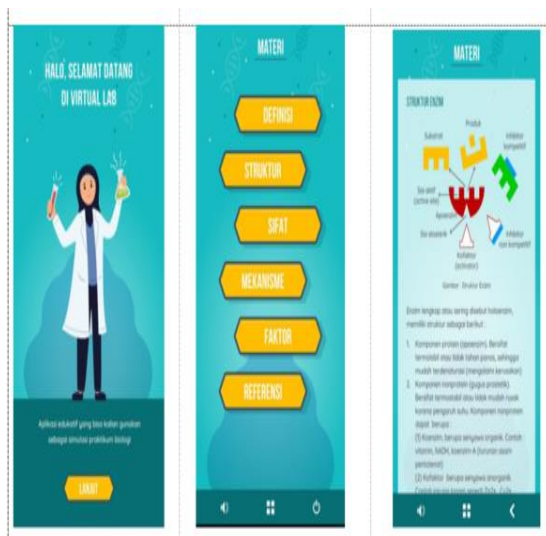 HALO, SELAMAT DATANG
DI VIRTUAL LAB
Aplikasi edukatif yang bisa kalian gunakan
sebagai simulasi praktikum biologi
LANJUT
MATERI
DEFINISI
STRUKTUR
SIFAT
MEKANISME
FAKTOR
REFERENSI
MATERI
STRUKTUR ENZIM
Substrat
Produk
Inhibitor
kompetitif
Sisi aktif
(active site)
Apoenzim
Sisi alosterik
Kofaktor
(activator)
Inhibitor
non kompetitif
Gambar : Struktur Enzim
Enzim lengkap atau sering disebut holoenzim,
memiliki struktur sebagai berikut :
1. Komponen protein (apoenzim). Bersifat
termolabil atau tidak tahan panas, sehingga
mudah terdenaturasi (mengalami kerusakan)
2. Komponen nonprotein (gugus prostetik).
Bersifat termostabil atau tidak mudah rusak
karena pengaruh suhu. Komponen nonprotein
dapat berupa :
(1) Koenzim, berupa senyawa organik. Contoh:
vitamin, NADH, koenzim-A (turunan asam
pantotenat)
(2) Kofaktor berupa senyawa anorganik.